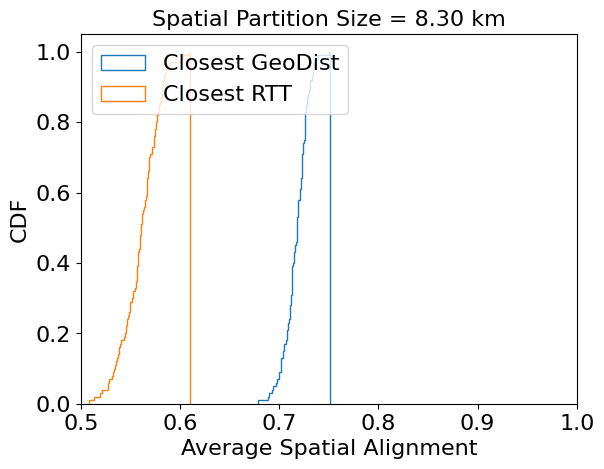 Spatial Partition Size = 8.30 km
1.0
0.8
0.6
0.4
0.2
0.0
CDF
Closest GeoDist
Closest RTT
0.5 0.6 0.7 0.8 0.9 1.0
Average Spatial Alignment